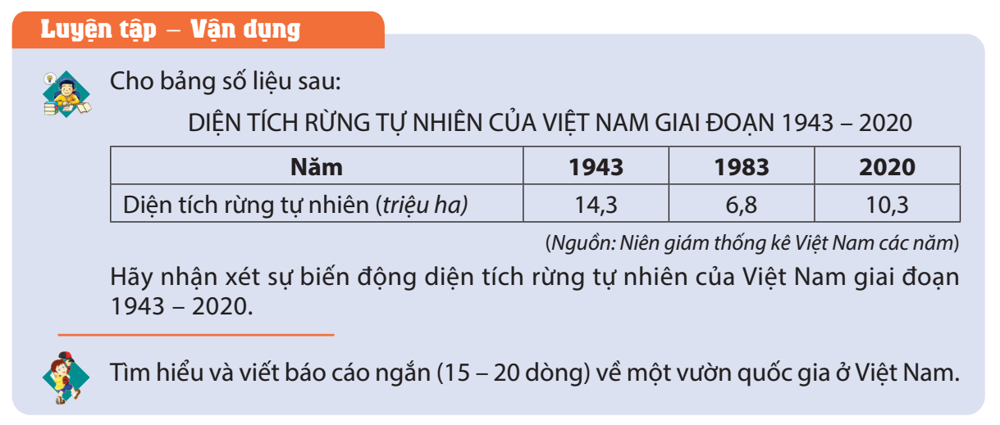 Luyện tập – Vận dụng
Cho bảng số liệu sau:
DIỆN TÍCH RỪNG TỰ NHIÊN CỦA VIỆT NAM GIAI ĐOẠN 1943 – 2020
Năm 1943 1983 2020
Diện tích rừng tự nhiên (triệu ha) 14,3 6,8 10,3
(Nguồn: Niên giám thống kê Việt Nam các năm)
Hãy nhận xét sự biến động diện tích rừng tự nhiên của Việt Nam giai đoạn
1943 – 2020.
Tìm hiểu và viết báo cáo ngắn (15 – 20 dòng) về một vườn quốc gia ở Việt Nam.